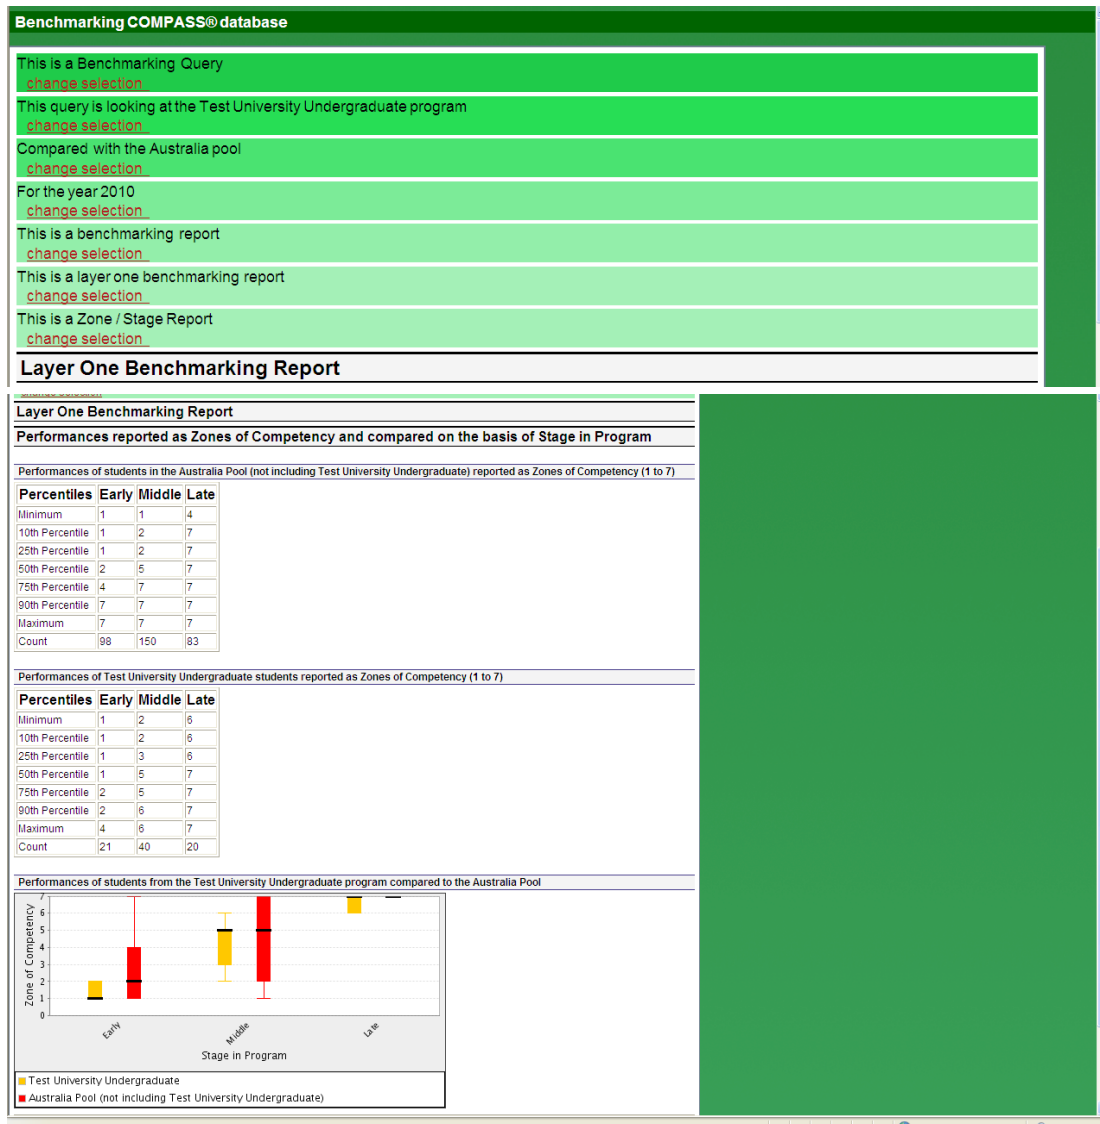 Benchmarking COMPASS® database
This is a Benchmarking Query
change selection
This query is looking at the Test University Undergraduate program
change selection
Compared with the Australia pool
change selection
For the year 2010
change selection
This is a benchmarking report
change selection
This is a layer one benchmarking report
change selection
This is a Zone / Stage Report
change selection
Layer One Benchmarking Report
Layer One Benchmarking Report
Performances reported as Zones of Competency and compared on the basis of Stage in Program
Performances of students in the Australia Pool (not including Test University Undergraduate) reported as Zones of Competency (1 to 7)
Percentiles Early Middle Late
Minimum 1 1 4
10th Percentile 1 2 7
25th Percentile 1 2 7
50th Percentile 2 5 7
75th Percentile 4 7 7
90th Percentile 7 7 7
Maximum 7 7 7
Count 98 150 83
Performances of Test University Undergraduate students reported as Zones of Competency (1 to 7)
Percentiles Early Middle Late
Minimum 1 2 6
10th Percentile 1 2 6
25th Percentile 1 3 6
50th Percentile 1 5 7
75th Percentile 2 5 7
90th Percentile 2 6 7
Maximum 4 6 7
Count 21 40 20
Performances of students from the Test University Undergraduate program compared to the Australia Pool
Zone of Competency
7
6
5
4
3
2
1
0
Early Middle Late
Stage in Program
Test University Undergraduate
Australia Pool (not including Test University Undergraduate)